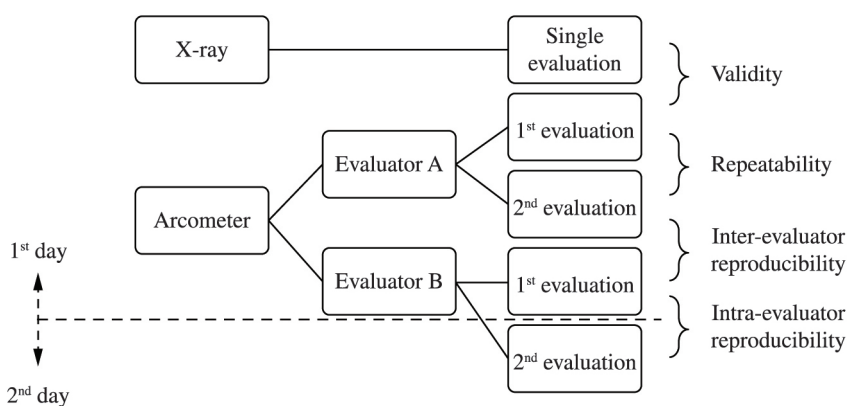 X-ray
Single
evaluation
Validity
1st evaluation
Evaluator A
Repeatability
2nd evaluation
Arcometer
Inter-evaluator
reproducibility
1st day
Evaluator B
1st evaluation
Intra-evaluator
reproducibility
2nd evaluation
2nd day